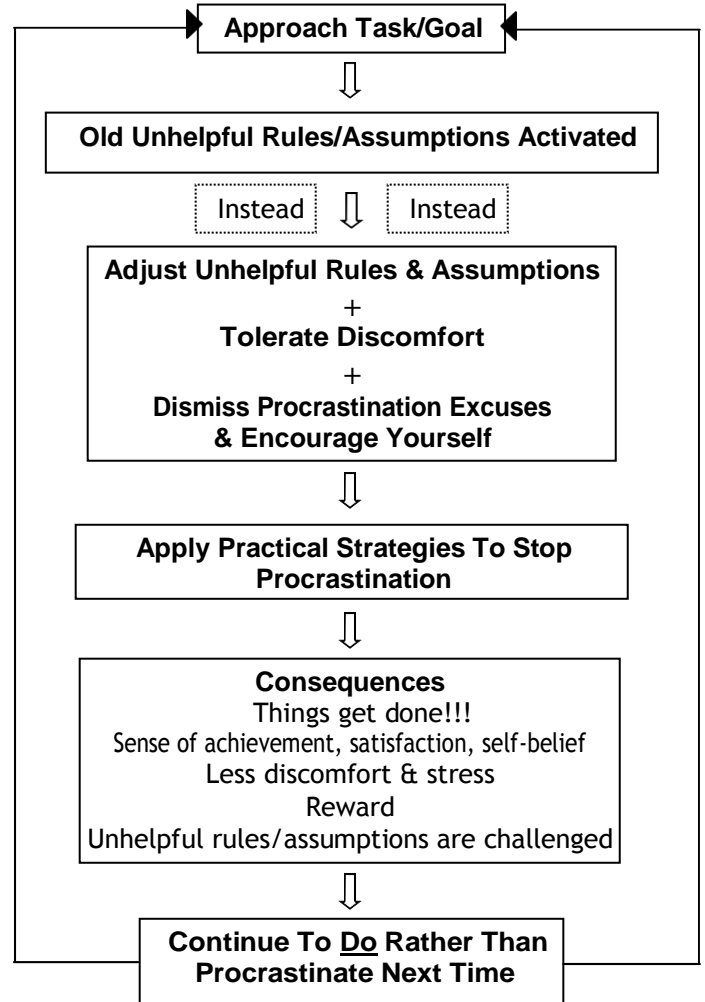 Approach Task/Goal
Old Unhelpful Rules/Assumptions Activated
Instead Instead
Adjust Unhelpful Rules & Assumptions
+
Tolerate Discomfort
+
Dismiss Procrastination Excuses
& Encourage Yourself
Apply Practical Strategies To Stop
Procrastination
Consequences
Things get done!!!
Sense of achievement, satisfaction, self-belief
Less discomfort & stress
Reward
Unhelpful rules/assumptions are challenged
Continue To Do Rather Than
Procrastinate Next Time